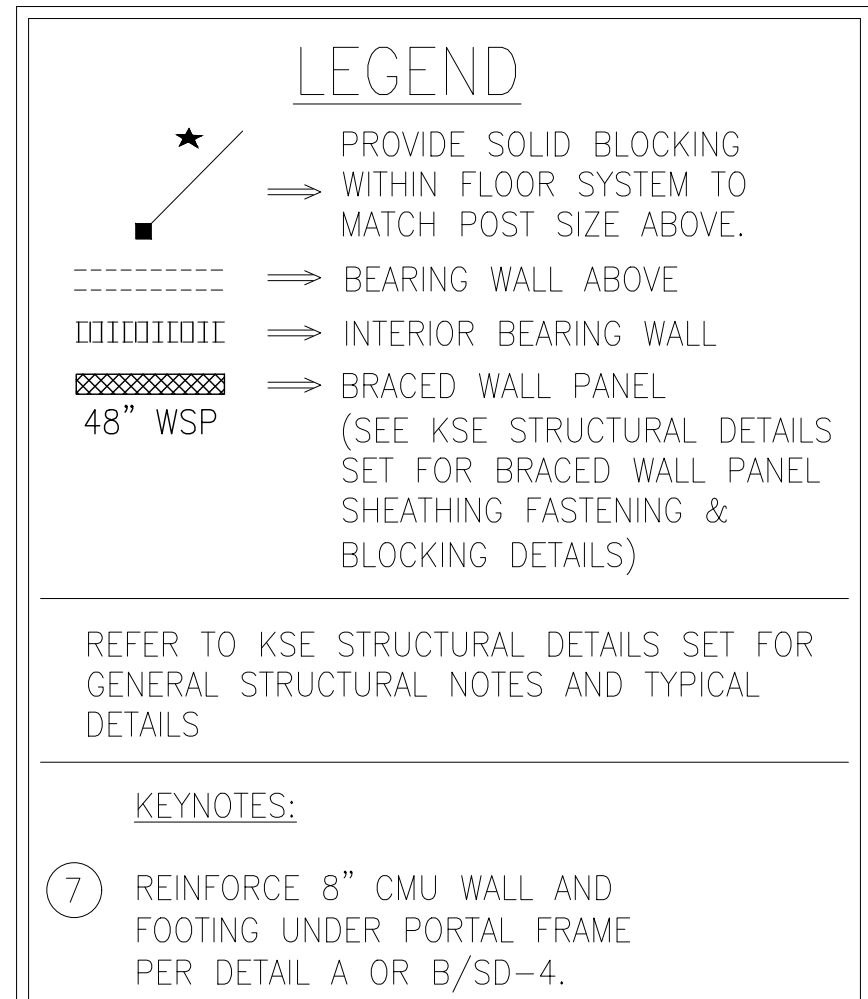 LEGEND
PROVIDE SOLID BLOCKING
WITHIN FLOOR SYSTEM TO
MATCH POST SIZE ABOVE.
BEARING WALL ABOVE
INTERIOR BEARING WALL
BRACED WALL PANEL
48” WSP
(SEE KSE STRUCTURAL DETAILS
SET FOR BRACED WALL PANEL
SHEATHING FASTENING &
BLOCKING DETAILS)
REFER TO KSE STRUCTURAL DETAILS SET FOR
GENERAL STRUCTURAL NOTES AND TYPICAL
DETAILS
KEYNOTES:
7 REINFORCE 8” CMU WALL AND
FOOTING UNDER PORTAL FRAME
PER DETAIL A OR B/SD-4.